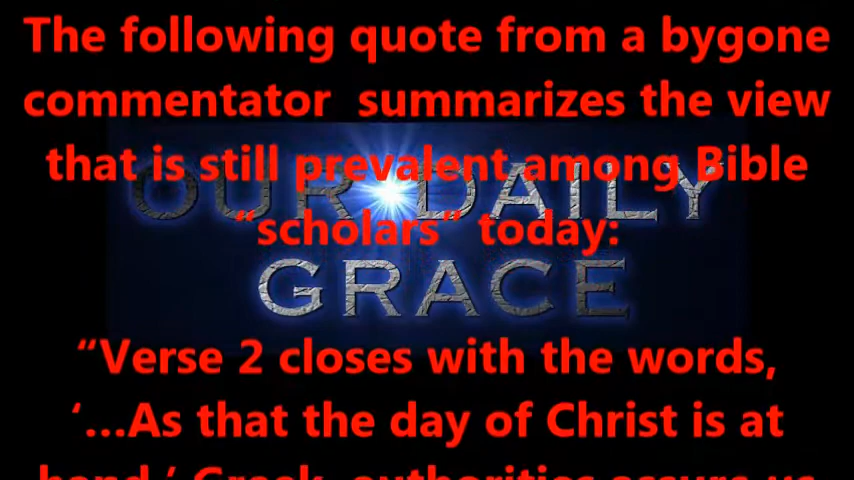 The following quote from a bygone
commentator summarizes the view
that is still prevalent among Bible
“scholars” today:
OUR DAILY
GRACE
“Verse 2 closes with the words,
‘...As that the day of Christ is at
hand.’ Greek authorities assure us